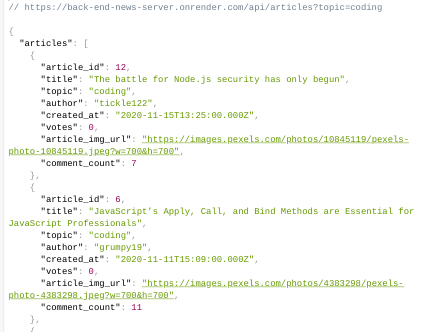 // https://back-end-news-server.onrender.com/api/articles?topic=coding
{
"articles": [
{
"article_id": 12,
"title": "The battle for Node.js security has only begun",
"topic": "coding",
"author": "tickle122",
"created_at": "2020-11-15T13:25:00.000Z",
"votes": 0,
"article_img_url": "https://images.pexels.com/photos/10845119/pexels-
photo-10845119.jpeg?w=700&h=700",
"comment_count": 7
},
{
"article_id": 6,
"title": "JavaScript's Apply, Call, and Bind Methods are Essential for
JavaScript Professionals",
"topic": "coding",
"author": "grumpy19",
"created_at": "2020-11-11T15:09:00.000Z",
"votes": 0,
"article_img_url": "https://images.pexels.com/photos/4383298/pexels-
photo-4383298.jpeg?w=700&h=700",
"comment_count": 11
},
{